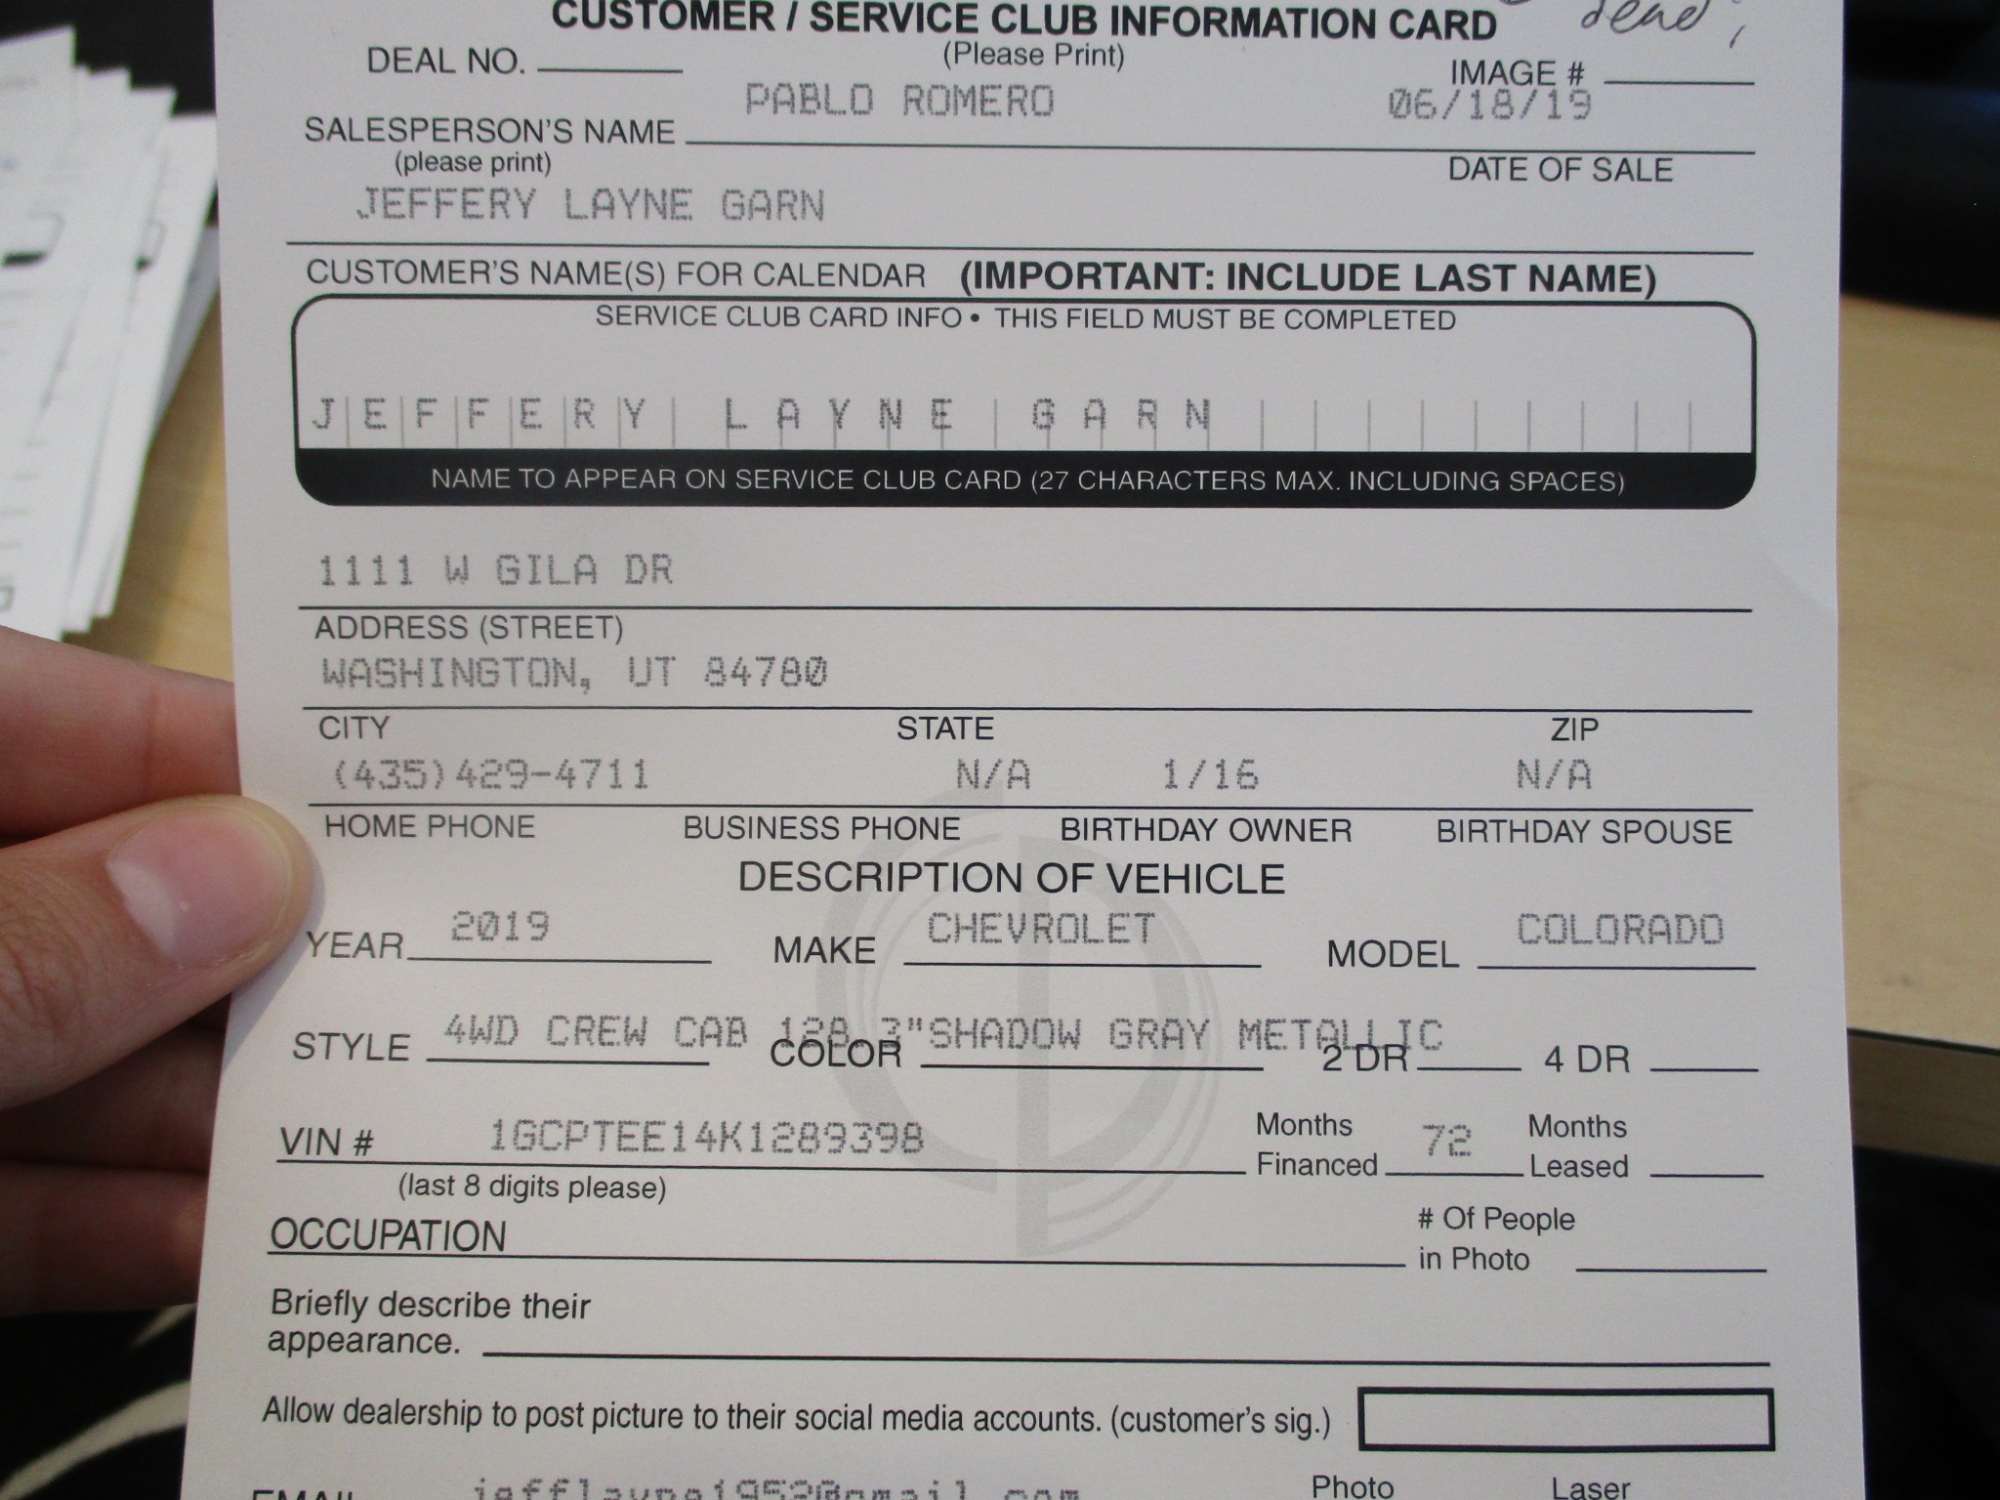 CUSTOMER / SERVICE CLUB INFORMATION CARD dead,
DEAL NO. (Please Print) IMAGE #
PABLO ROMERO 06/18/19
SALESPERSON'S NAME
(please print) DATE OF SALE
JEFFERY LAYNE GARN
CUSTOMER'S NAME(S) FOR CALENDAR (IMPORTANT: INCLUDE LAST NAME)
SERVICE CLUB CARD INFO • THIS FIELD MUST BE COMPLETED
JEFFERY LAYNE GARN
NAME TO APPEAR ON SERVICE CLUB CARD (27 CHARACTERS MAX. INCLUDING SPACES)
1111 W GILA DR
ADDRESS (STREET)
WASHINGTON, UT 84780
CITY STATE ZIP
(435)429-4711 N/A 1/16 N/A
HOME PHONE BUSINESS PHONE BIRTHDAY OWNER BIRTHDAY SPOUSE
DESCRIPTION OF VEHICLE
YEAR 2019 MAKE CHEVROLET MODEL COLORADO
STYLE 4WD CREW CAB 128.3" COLOR SHADOW GRAY METALLIC 2 DR 4 DR
VIN # 1GCPTEE14K1289398 Months Financed 72 Months Leased
(last 8 digits please)
OCCUPATION # Of People in Photo
Briefly describe their
appearance.
Allow dealership to post picture to their social media accounts. (customer's sig.)
EMAIL jefflayne1952@gmail.com Photo Laser